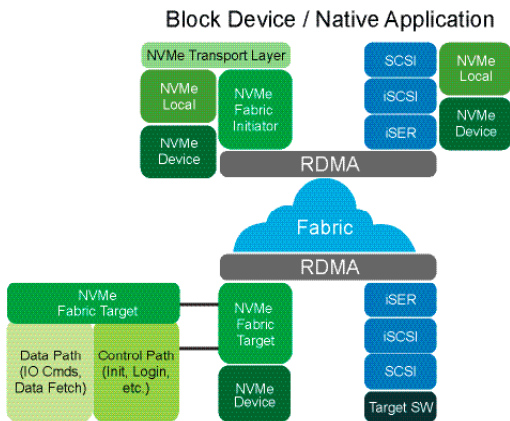 Block Device / Native Application
NVMe Transport Layer
NVMe
Local
NVMe
Device
NVMe
Fabric
Initiator
SCSI
iSCSI
iSER
NVMe
Local
NVMe
Device
RDMA
Fabric
RDMA
NVMe
Fabric Target
Data Path
(IO Cmds,
Data Fetch)
Control Path
(Init, Login,
etc.)
NVMe
Fabric
Target
NVMe
Device
iSER
iSCSI
SCSI
Target SW